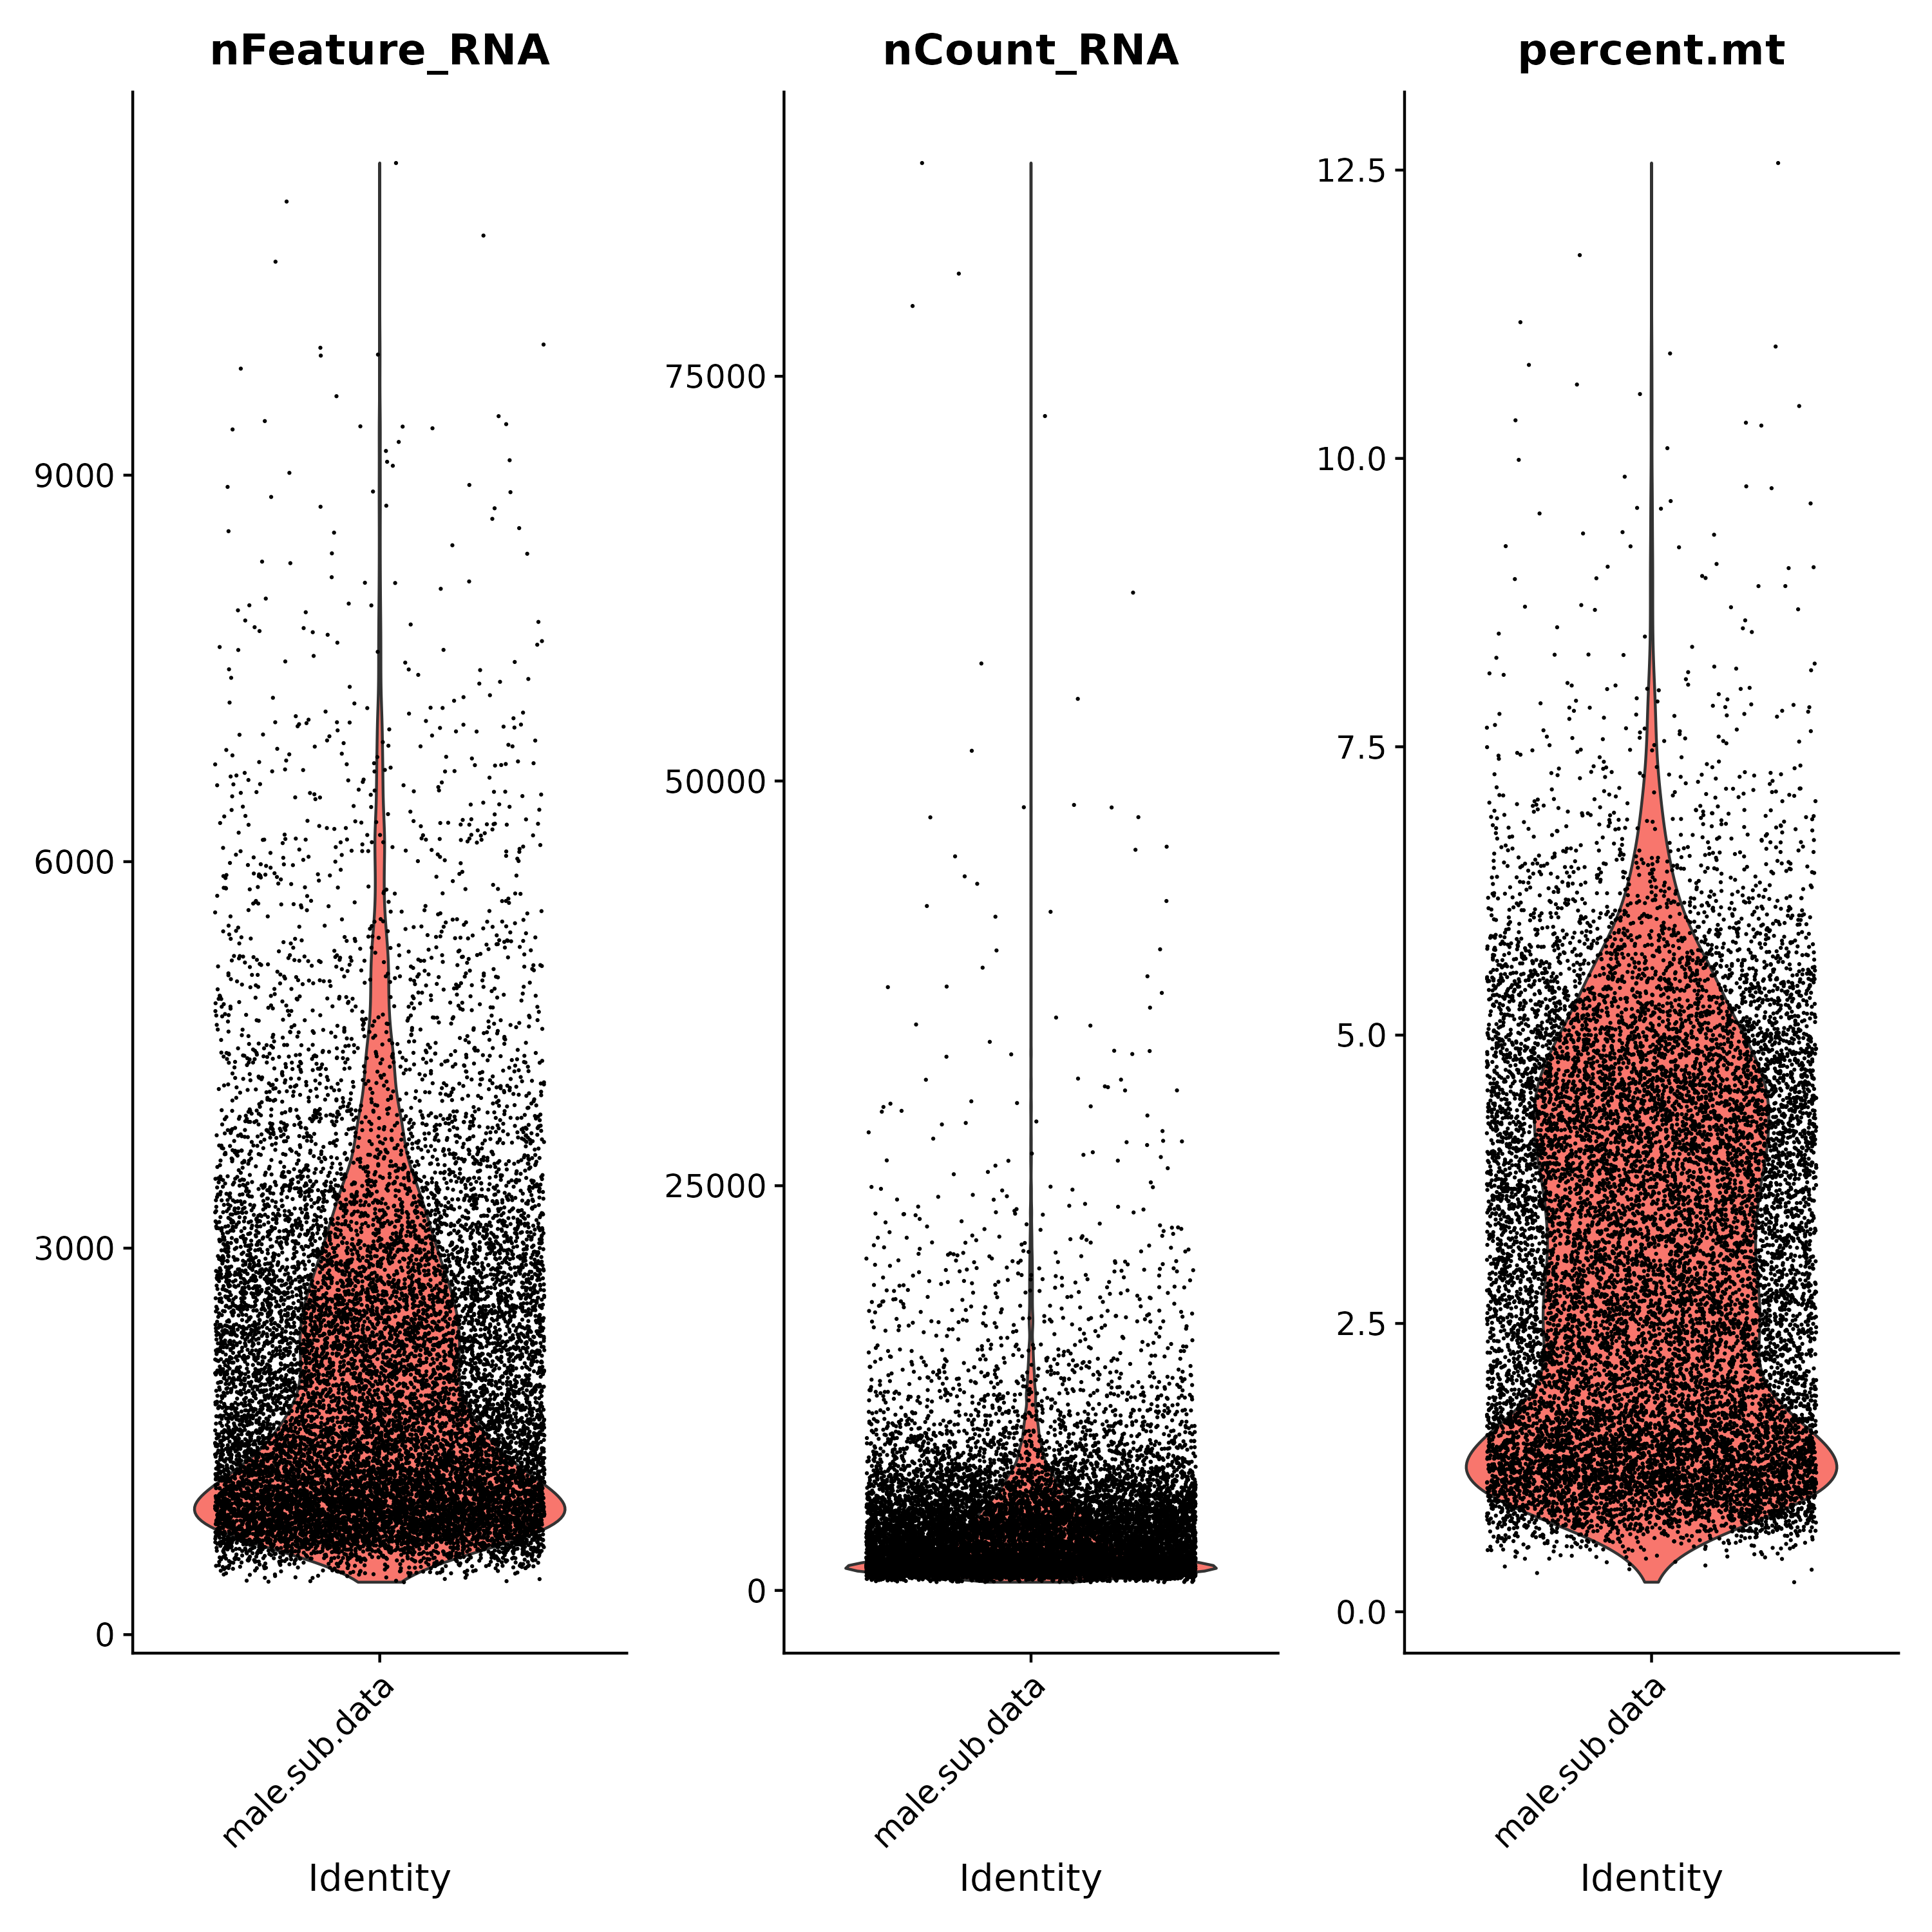 nFeature_RNA
9000
6000
3000
0
male.sub.data
Identity
nCount_RNA
75000
50000
25000
0
male.sub.data
Identity
percent.mt
12.5
10.0
7.5
5.0
2.5
0.0
male.sub.data
Identity